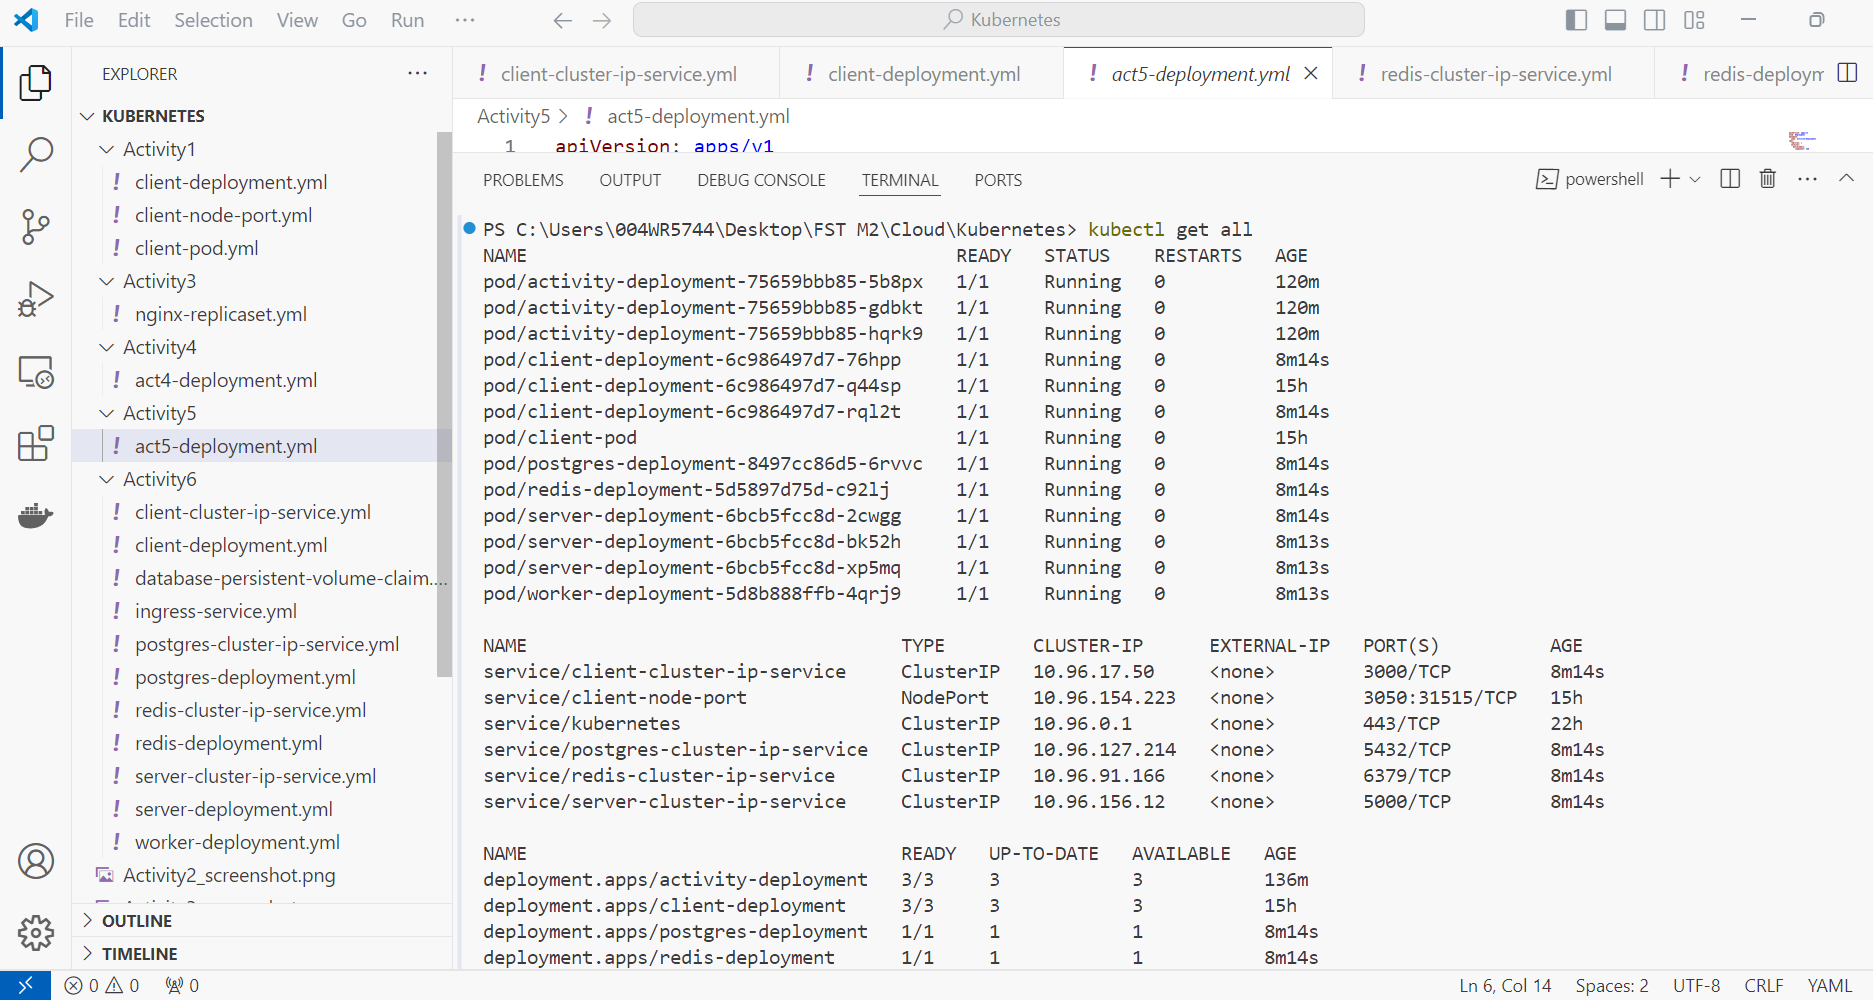 File Edit Selection View Go Run ···
Kubernetes
EXPLORER ···
KUBERNETES
Activity1
! client-deployment.yml
! client-node-port.yml
! client-pod.yml
Activity3
! nginx-replicaset.yml
Activity4
! act4-deployment.yml
Activity5
! act5-deployment.yml
Activity6
! client-cluster-ip-service.yml
! client-deployment.yml
! database-persistent-volume-claim....
! ingress-service.yml
! postgres-cluster-ip-service.yml
! postgres-deployment.yml
! redis-cluster-ip-service.yml
! redis-deployment.yml
! server-cluster-ip-service.yml
! server-deployment.yml
! worker-deployment.yml
Activity2_screenshot.png
OUTLINE
TIMELINE
! client-cluster-ip-service.yml ! client-deployment.yml ! act5-deployment.yml ! redis-cluster-ip-service.yml ! redis-deploym
Activity5 > ! act5-deployment.yml
1 apiVersion: apps/v1
PROBLEMS OUTPUT DEBUG CONSOLE TERMINAL PORTS powershell ···
PS C:\Users\004WR5744\Desktop\FST M2\Cloud\Kubernetes> kubectl get all
NAME READY STATUS RESTARTS AGE
pod/activity-deployment-75659bbb85-5b8px 1/1 Running 0 120m
pod/activity-deployment-75659bbb85-gdbkt 1/1 Running 0 120m
pod/activity-deployment-75659bbb85-hqrk9 1/1 Running 0 120m
pod/client-deployment-6c986497d7-76hpp 1/1 Running 0 8m14s
pod/client-deployment-6c986497d7-q44sp 1/1 Running 0 15h
pod/client-deployment-6c986497d7-rql2t 1/1 Running 0 8m14s
pod/client-pod 1/1 Running 0 15h
pod/postgres-deployment-8497cc86d5-6rvvc 1/1 Running 0 8m14s
pod/redis-deployment-5d5897d75d-c92lj 1/1 Running 0 8m14s
pod/server-deployment-6bcb5fcc8d-2cwgg 1/1 Running 0 8m14s
pod/server-deployment-6bcb5fcc8d-bk52h 1/1 Running 0 8m13s
pod/server-deployment-6bcb5fcc8d-xp5mq 1/1 Running 0 8m13s
pod/worker-deployment-5d8b888ffb-4qrj9 1/1 Running 0 8m13s
NAME TYPE CLUSTER-IP EXTERNAL-IP PORT(S) AGE
service/client-cluster-ip-service ClusterIP 10.96.17.50 <none> 3000/TCP 8m14s
service/client-node-port NodePort 10.96.154.223 <none> 3050:31515/TCP 15h
service/kubernetes ClusterIP 10.96.0.1 <none> 443/TCP 22h
service/postgres-cluster-ip-service ClusterIP 10.96.127.214 <none> 5432/TCP 8m14s
service/redis-cluster-ip-service ClusterIP 10.96.91.166 <none> 6379/TCP 8m14s
service/server-cluster-ip-service ClusterIP 10.96.156.12 <none> 5000/TCP 8m14s
NAME READY UP-TO-DATE AVAILABLE AGE
deployment.apps/activity-deployment 3/3 3 3 136m
deployment.apps/client-deployment 3/3 3 3 15h
deployment.apps/postgres-deployment 1/1 1 1 8m14s
deployment.apps/redis-deployment 1/1 1 1 8m14s
0 0 0 Ln 6, Col 14 Spaces: 2 UTF-8 CRLF YAML